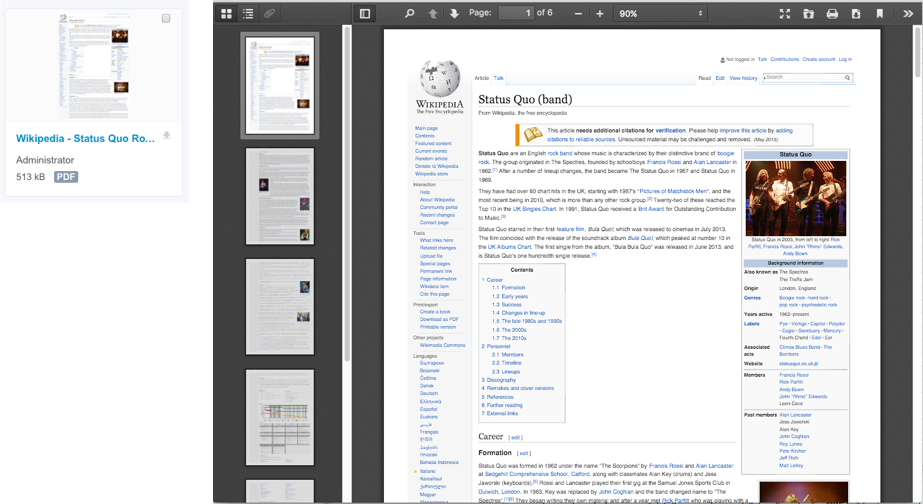 Wikipedia - Status Quo Ro...
Administrator
513 kB PDF
Page: 1 of 6
90%
Not logged in Talk Contributions Create account Log in
Article Talk
Read Edit View history Search
WIKIPEDIA
The Free Encyclopedia
Main page
Contents
Featured content
Current events
Random article
Donate to Wikipedia
Wikipedia store
Interaction
Help
About Wikipedia
Community portal
Recent changes
Contact page
Tools
What links here
Related changes
Upload file
Special pages
Permanent link
Page information
Wikidata item
Cite this page
Print/export
Create a book
Download as PDF
Printable version
Other projects
Wikimedia Commons
Languages
Български
Bosanski
Čeština
Dansk
Deutsch
Ελληνικά
Español
Euskara
فارسی
Français
한국어
Հայերեն
Hrvatski
Bahasa Indonesia
Italiano
Latviešu
Magyar
Status Quo (band)
From Wikipedia, the free encyclopedia
This article needs additional citations for verification. Please help improve this article by adding
citations to reliable sources. Unsourced material may be challenged and removed. (May 2015)
Status Quo are an English rock band whose music is characterized by their distinctive brand of boogie
rock. The group originated in The Spectres, founded by schoolboys Francis Rossi and Alan Lancaster in
1962.[1] After a number of lineup changes, the band became The Status Quo in 1967 and Status Quo in
1969.
They have had over 60 chart hits in the UK, starting with 1967's "Pictures of Matchstick Men", and the
most recent being in 2010, which is more than any other rock group.[2] Twenty-two of these reached the
Top 10 in the UK Singles Chart. In 1991, Status Quo received a Brit Award for Outstanding Contribution
to Music.[3]
Status Quo starred in their first feature film, Bula Quo!, which was released to cinemas in July 2013.
The film coincided with the release of the soundtrack album Bula Quo!, which peaked at number 10 in
the UK Albums Chart. The first single from the album, "Bula Bula Quo" was released in June 2013, and
is Status Quo's one hundredth single release.[4]
Contents
1 Career
1.1 Formation
1.2 Early years
1.3 Success
1.4 Changes in line-up
1.5 The late 1980s and 1990s
1.6 The 2000s
1.7 The 2010s
2 Personnel
2.1 Members
2.2 Timeline
2.3 Lineups
3 Discography
4 Remakes and cover versions
5 References
6 Further reading
7 External links
Career [ edit ]
Formation [ edit ]
Status Quo was formed in 1962 under the name "The Scorpions" by Francis Rossi and Alan Lancaster at
Sedgehill Comprehensive School, Catford, along with classmates Alan Key (drums) and Jess
Jaworski (keyboards).[5] Rossi and Lancaster played their first gig at the Samuel Jones Sports Club in
Dulwich, London. In 1963, Key was replaced by John Coghlan and the band changed name to "The
Spectres." They began writing their own material and after a year, met Rick Parfitt who was playing with a
Status Quo
Status Quo in 2005, from left to right: Rick
Parfitt, Francis Rossi, John "Rhino" Edwards,
Andy Bown.
Background information
Also known as The Spectres
The Traffic Jam
Origin London, England
Genres Boogie rock · hard rock ·
pop rock · psychedelic rock
Years active 1962–present
Labels Pye · Vertigo · Capitol · Polydor
· Eagle · Sanctuary · Mercury ·
Fourth Chord · Edel · Ear
Associated Climax Blues Band · The
acts Bombers
Website statusquo.co.uk
Members Francis Rossi
Rick Parfitt
Andy Bown
John "Rhino" Edwards
Leon Cave
Past members Alan Lancaster
Jess Jaworski
Alan Key
John Coghlan
Roy Lynes
Pete Kircher
Jeff Rich
Matt Letley